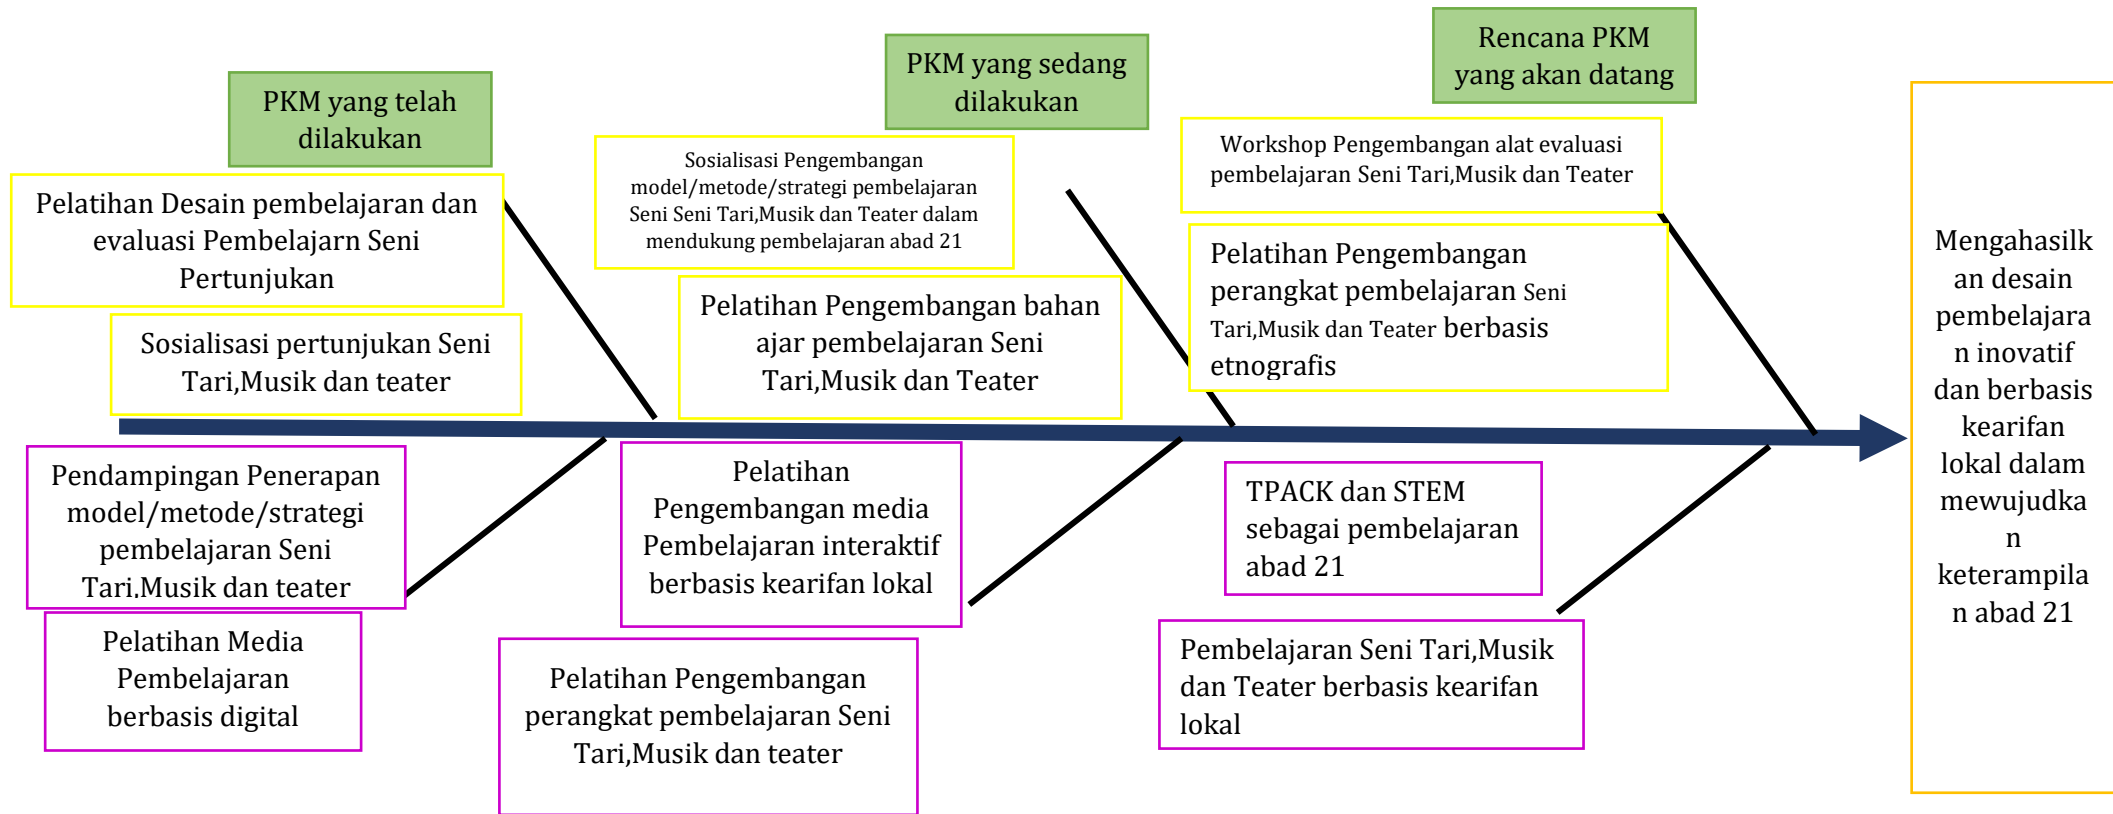 PKM yang telah
dilakukan
Pelatihan Desain pembelajaran dan
evaluasi Pembelajarn Seni
Pertunjukan
Sosialisasi pertunjukan Seni
Tari,Musik dan teater
Pendampingan Penerapan
model/metode/strategi
pembelajaran Seni
Tari,Musik dan teater
Pelatihan Media
Pembelajaran
berbasis digital
PKM yang sedang
dilakukan
Sosialisasi Pengembangan
model/metode/strategi pembelajaran
Seni Seni Tari,Musik dan Teater dalam
mendukung pembelajaran abad 21
Pelatihan Pengembangan bahan
ajar pembelajaran Seni
Tari,Musik dan Teater
Pelatihan
Pengembangan media
Pembelajaran interaktif
berbasis kearifan lokal
Pelatihan Pengembangan
perangkat pembelajaran Seni
Tari,Musik dan teater
Rencana PKM
yang akan datang
Workshop Pengembangan alat evaluasi
pembelajaran Seni Tari,Musik dan Teater
Pelatihan Pengembangan
perangkat pembelajaran Seni
Tari,Musik dan Teater berbasis
etnografis
TPACK dan STEM
sebagai pembelajaran
abad 21
Pembelajaran Seni Tari,Musik
dan Teater berbasis kearifan
lokal
Mengahasilk
an desain
pembelajara
n inovatif
dan berbasis
kearifan
lokal dalam
mewujudka
n
keterampila
n abad 21